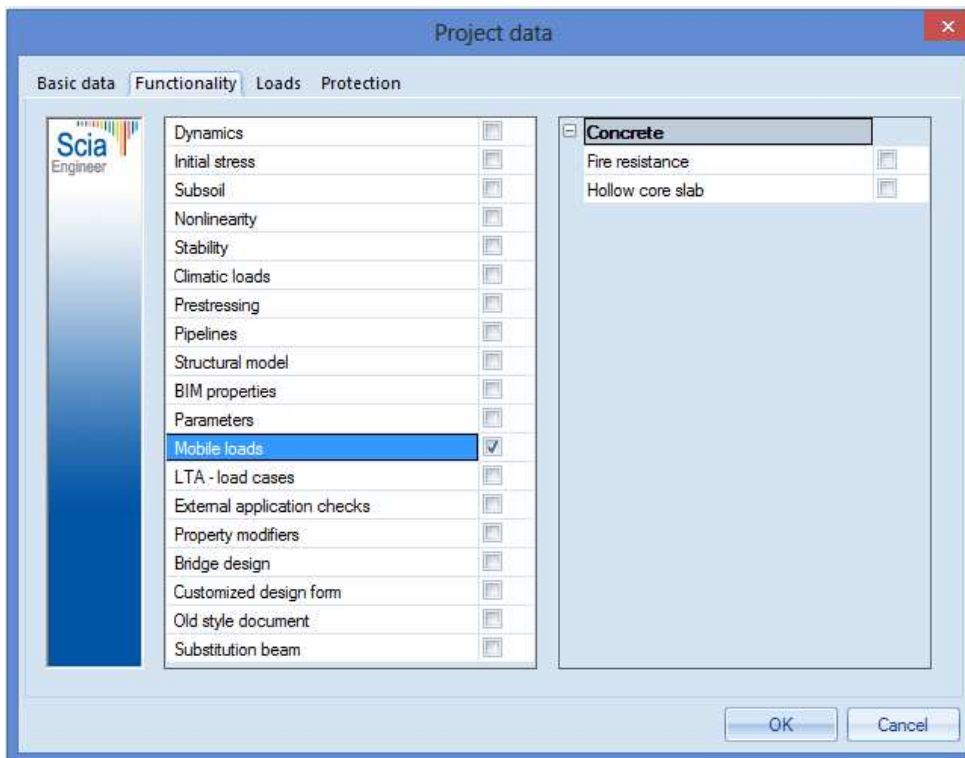 Project data
Basic data Functionality Loads Protection
Scia
Engineer
Dynamics
Initial stress
Subsoil
Nonlinearity
Stability
Climatic loads
Prestressing
Pipelines
Structural model
BIM properties
Parameters
Mobile loads
LTA - load cases
External application checks
Property modifiers
Bridge design
Customized design form
Old style document
Substitution beam
Concrete
Fire resistance
Hollow core slab
OK Cancel